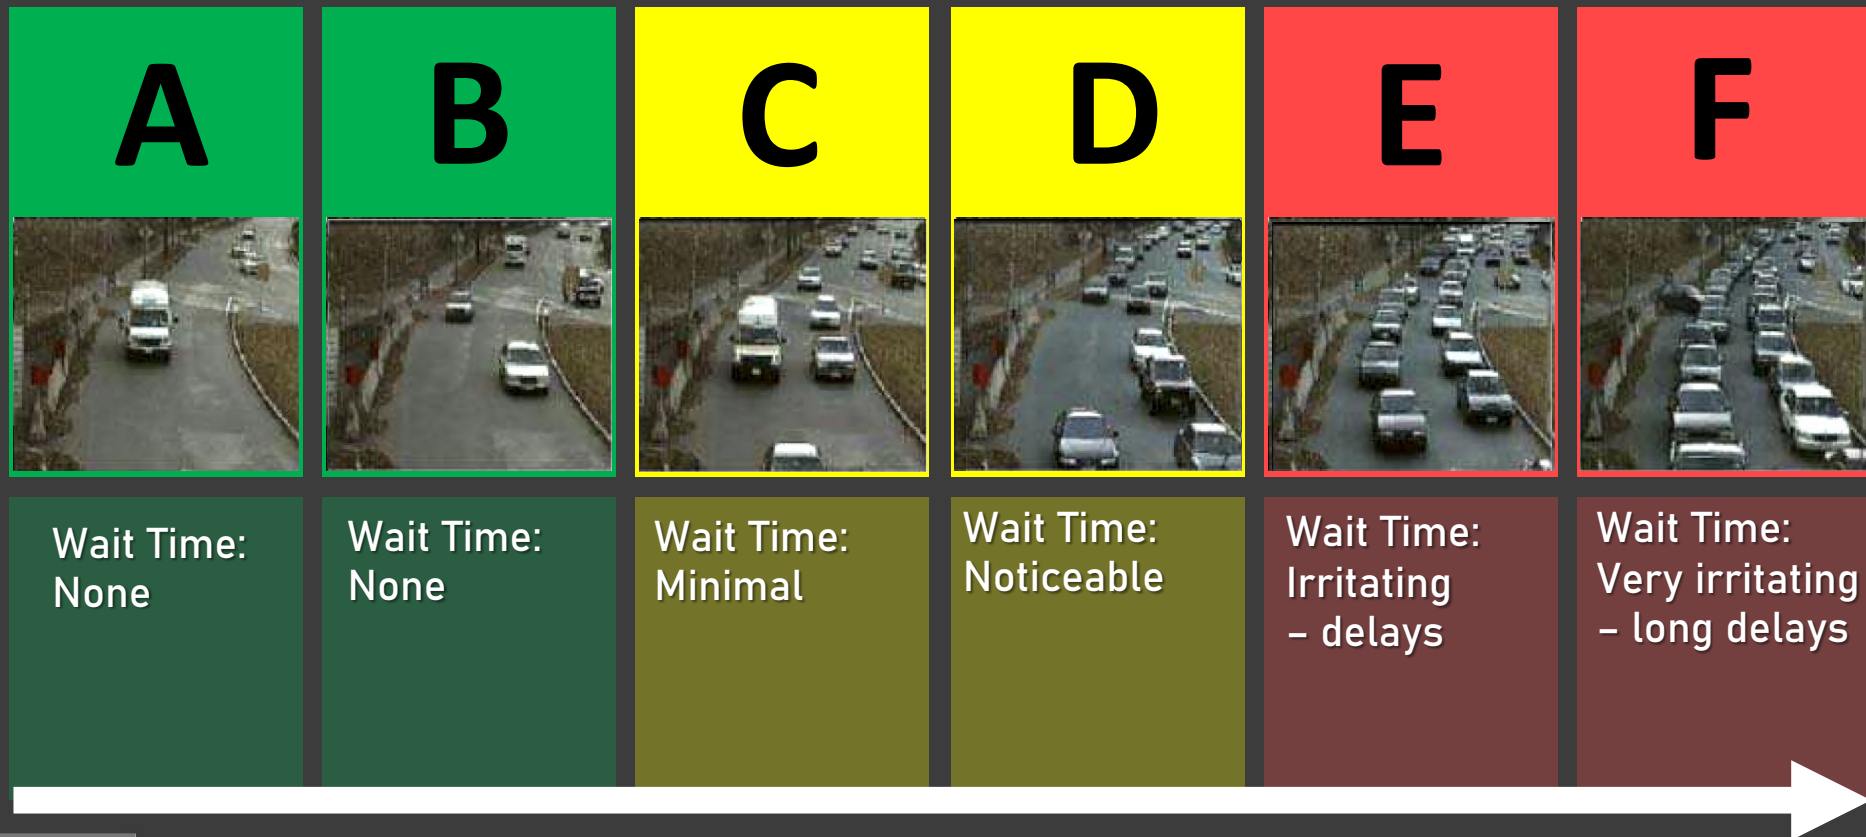 A
B
C
D
E
F
Wait Time:
None
Wait Time:
None
Wait Time:
Minimal
Wait Time:
Noticeable
Wait Time:
Irritating
– delays
Wait Time:
Very irritating
– long delays